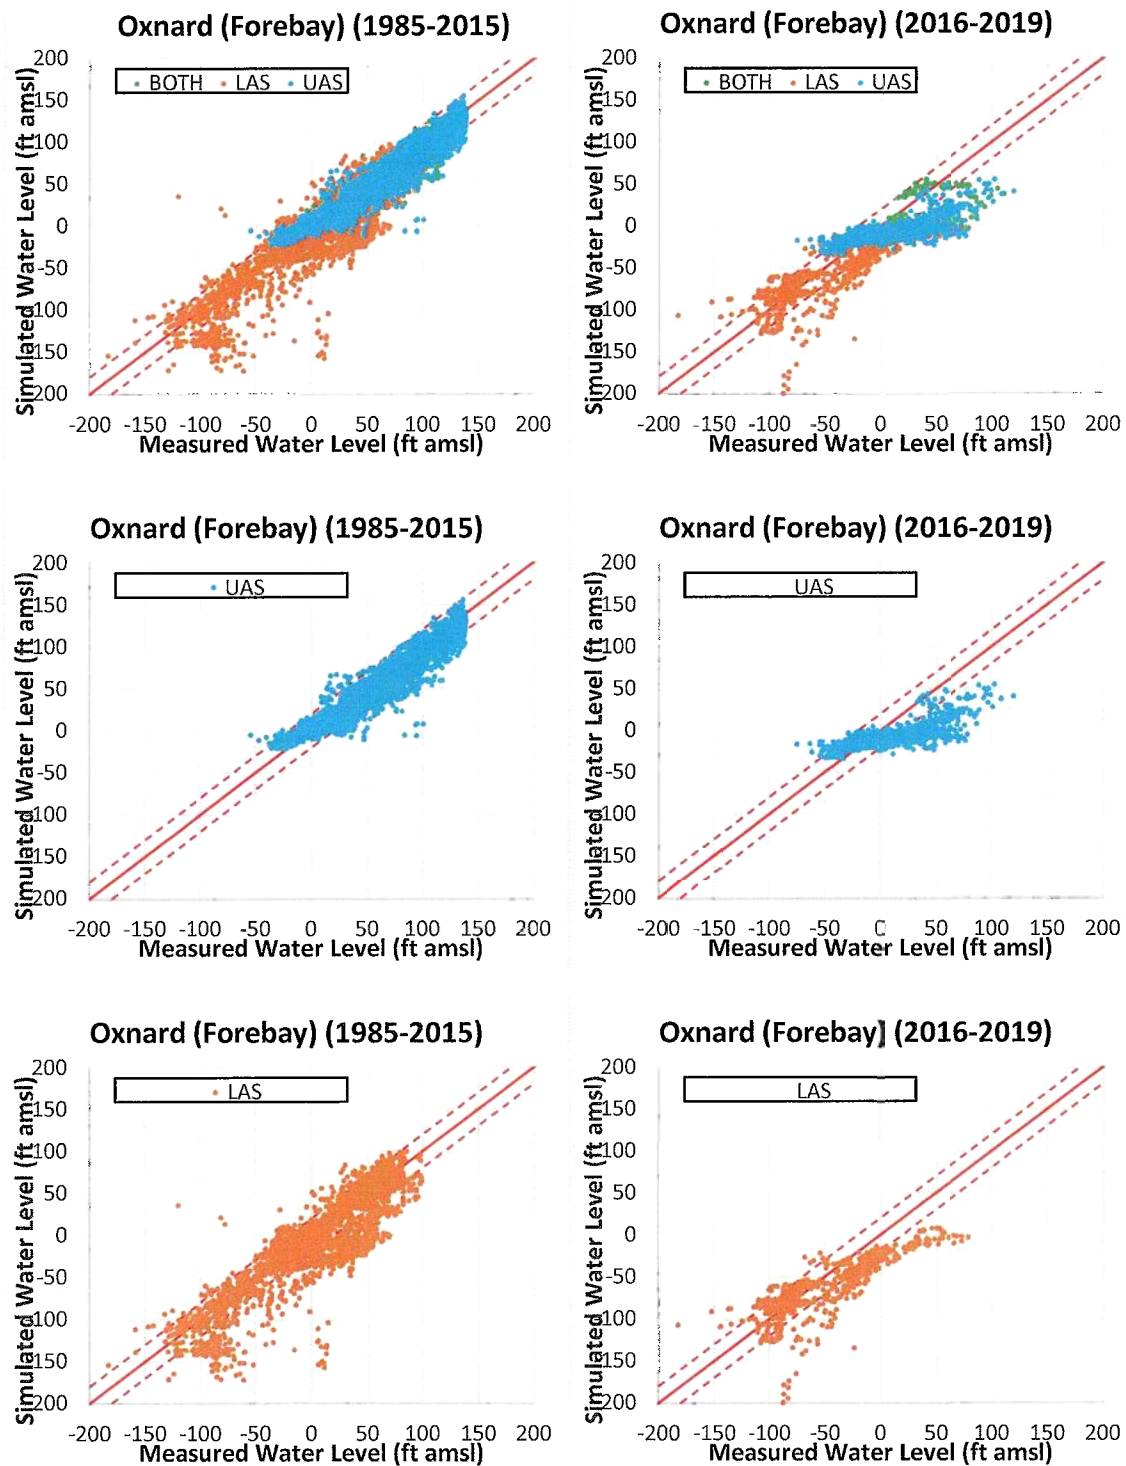 Oxnard (Forebay) (1985-2015)
BOTH LAS UAS
Simulated Water Level (ft amsl)
200
150
100
50
0
-50
100
150
200
-200 -150 -100 -50 0 50 100 150 200
Measured Water Level (ft amsl)
Oxnard (Forebay) (2016-2019)
BOTH LAS UAS
Simulated Water Level (ft amsl)
200
150
100
50
0
-50
100
150
200
-200 -150 -100 -50 0 50 100 150 200
Measured Water Level (ft amsl)
Oxnard (Forebay) (1985-2015)
UAS
Simulated Water Level (ft amsl)
200
150
100
50
0
-50
100
150
200
-200 -150 -100 -50 0 50 100 150 200
Measured Water Level (ft amsl)
Oxnard (Forebay) (2016-2019)
UAS
Simulated Water Level (ft amsl)
200
150
100
50
0
-50
100
150
200
-200 -150 -100 -50 0 50 100 150 200
Measured Water Level (ft amsl)
Oxnard (Forebay) (1985-2015)
LAS
Simulated Water Level (ft amsl)
200
150
100
50
0
-50
100
150
200
-200 -150 -100 -50 0 50 100 150 200
Measured Water Level (ft amsl)
Oxnard (Forebay) (2016-2019)
LAS
Simulated Water Level (ft amsl)
200
150
100
50
0
-50
100
150
200
-200 -150 -100 -50 0 50 100 150 200
Measured Water Level (ft amsl)